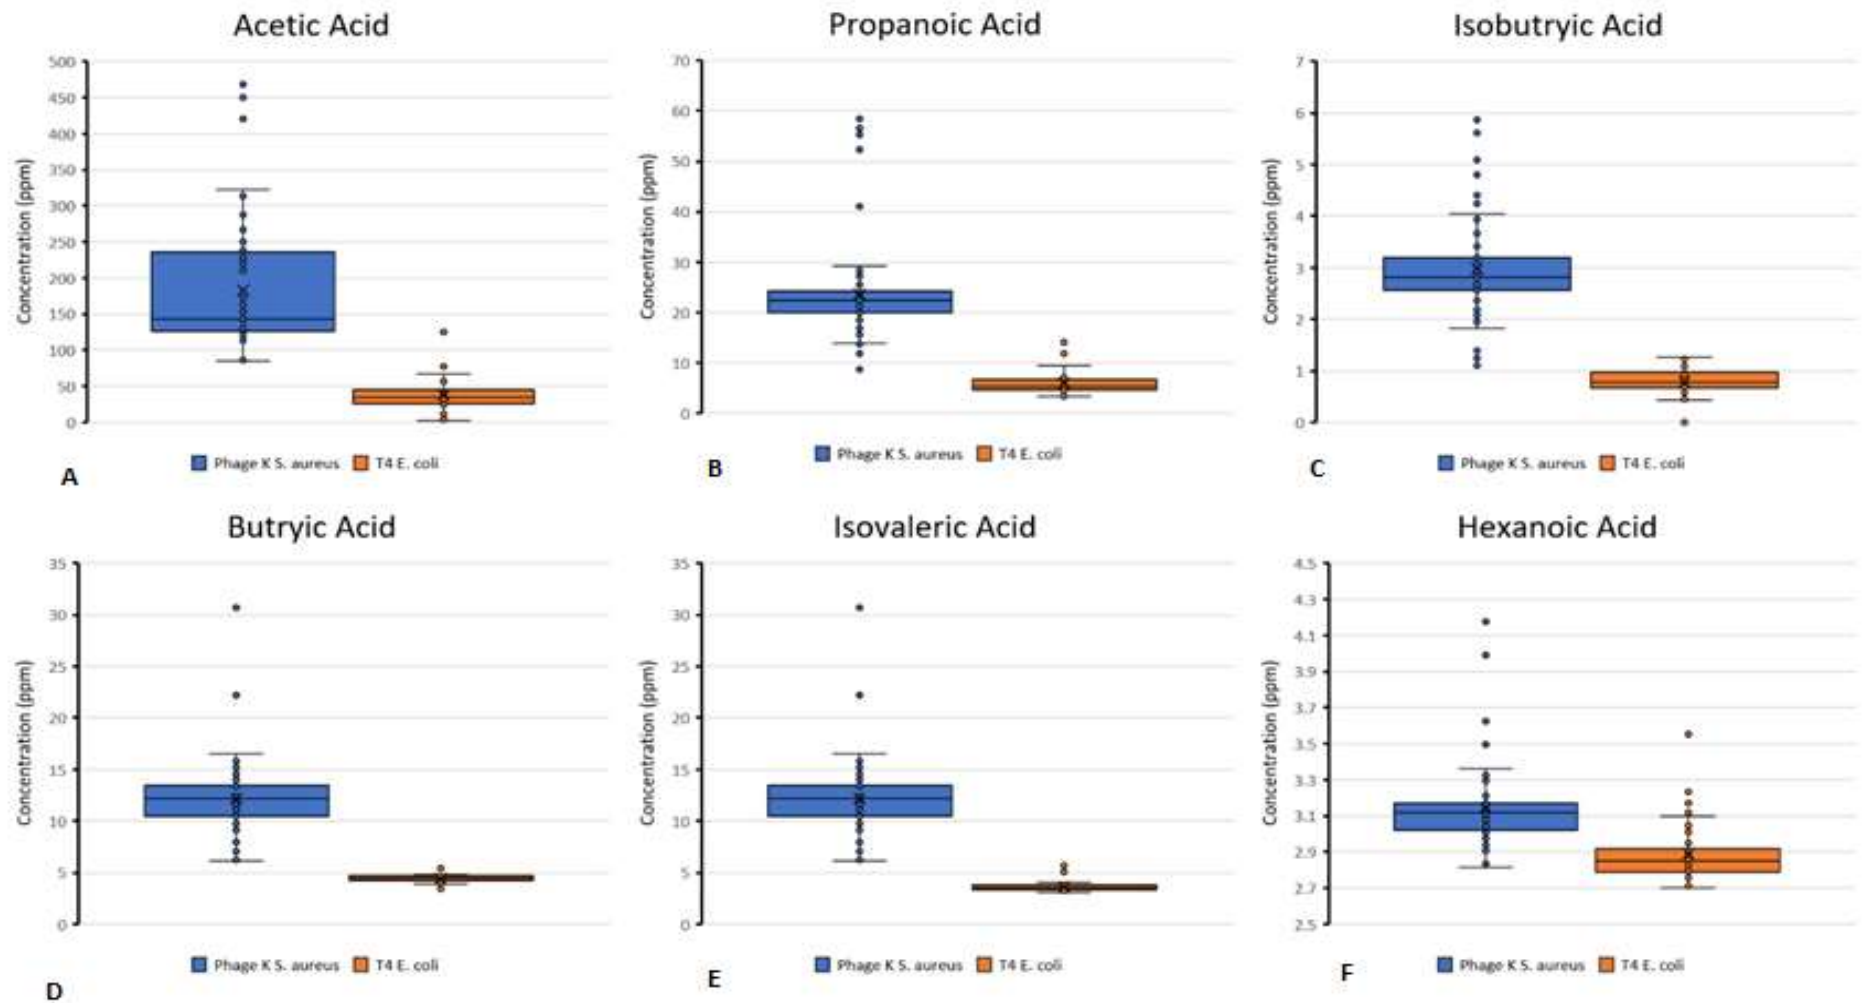 Acetic Acid
Concentration (ppm)
500
450
400
350
300
250
200
150
100
50
0
Phage K S. aureus T4 E. coli
A
Propanoic Acid
Concentration (ppm)
70
60
50
40
30
20
10
0
Phage K S. aureus T4 E. coli
B
Isobutryic Acid
Concentration (ppm)
7
6
5
4
3
2
1
0
Phage K S. aureus T4 E. coli
C
Butryic Acid
Concentration (ppm)
35
30
25
20
15
10
5
0
Phage K S. aureus T4 E. coli
D
Isovaleric Acid
Concentration (ppm)
35
30
25
20
15
10
5
0
Phage K S. aureus T4 E. coli
E
Hexanoic Acid
Concentration (ppm)
4.5
4.3
4.1
3.9
3.7
3.5
3.3
3.1
2.9
2.7
2.5
Phage K S. aureus T4 E. coli
F